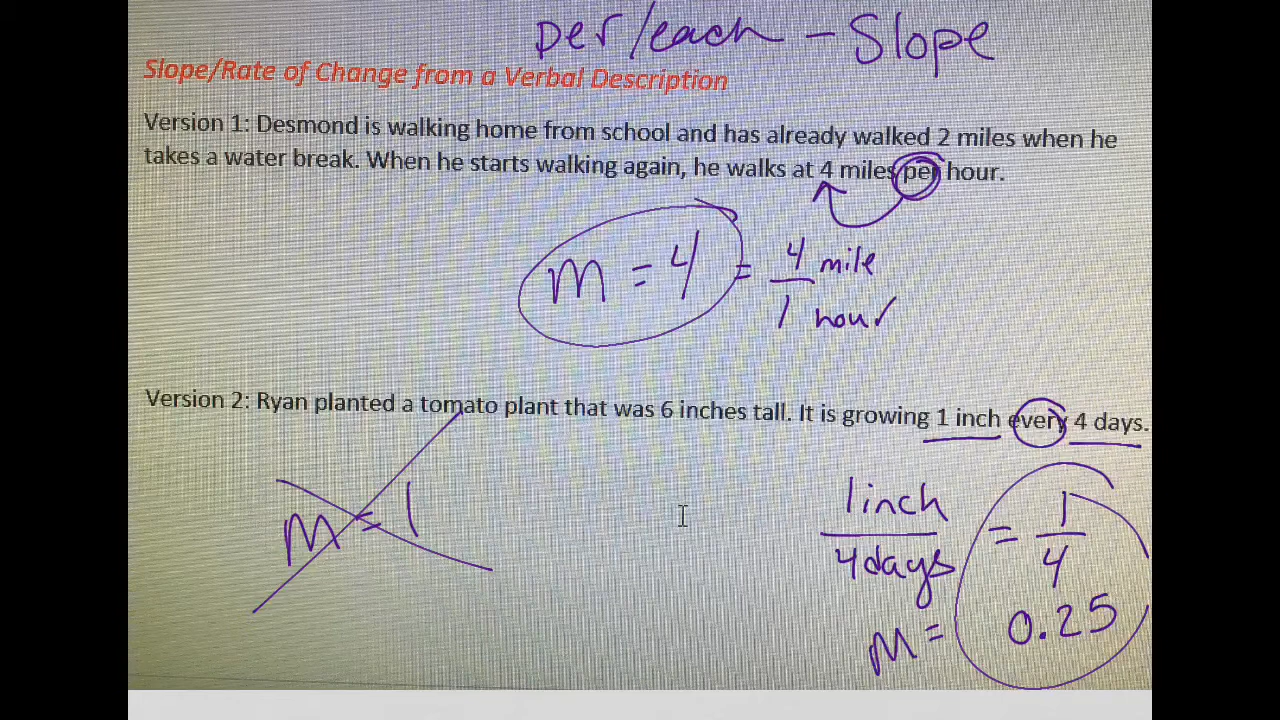 per/each - Slope
Slope/Rate of Change from a Verbal Description
Version 1: Desmond is walking home from school and has already walked 2 miles when he
takes a water break. When he starts walking again, he walks at 4 miles per hour.
m = 4 = 4 mile
1 hour
Version 2: Ryan planted a tomato plant that was 6 inches tall. It is growing 1 inch every 4 days.
m = 1
1 inch
4 days
= 1
4
m = 0.25